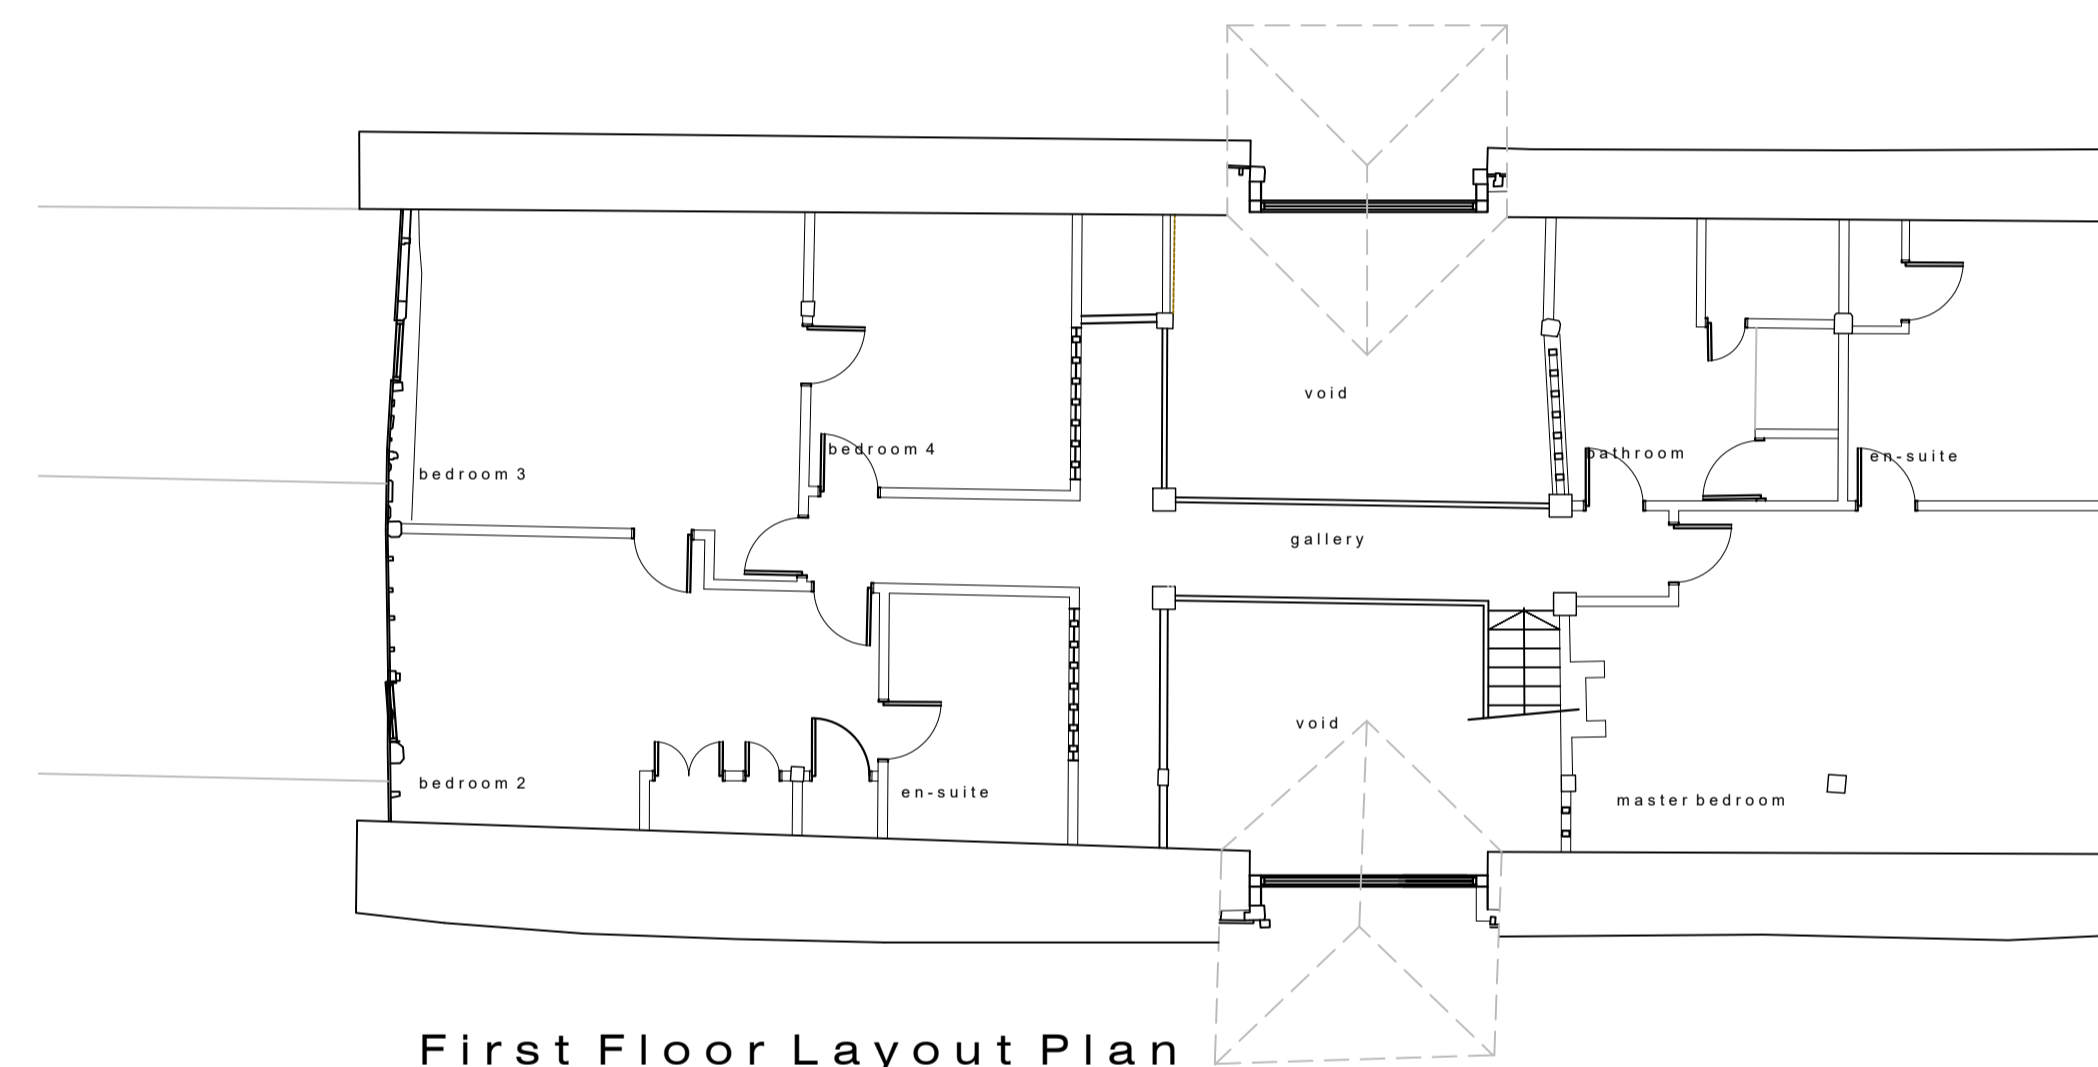 void
bedroom 4
bathroom
en-suite
bedroom 3
gallery
void
bedroom 2
en-suite
master bedroom
First Floor Layout Plan